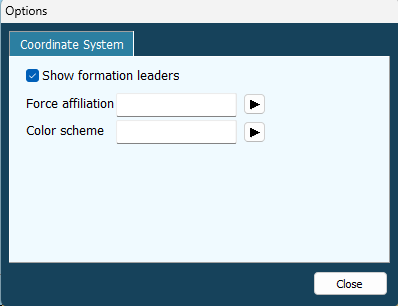 Options
Coordinate System
Show formation leaders
Force affiliation
Color scheme
Close